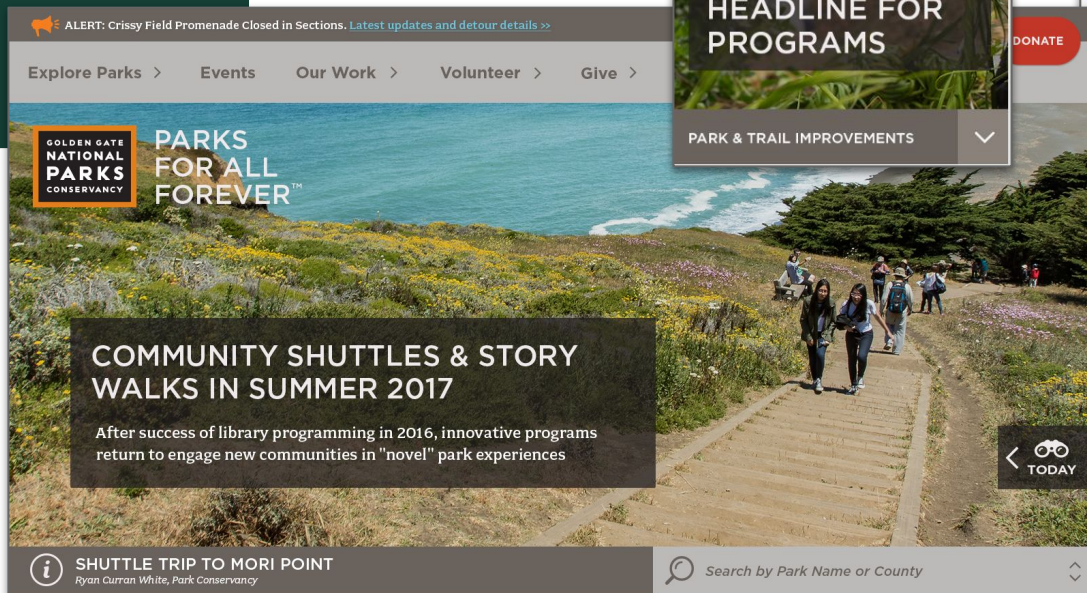 ALERT: Crissy Field Promenade Closed in Sections. Latest updates and detour details >>
HEADLINE FOR
PROGRAMS
DONATE
Explore Parks
Events
Our Work
Volunteer
Give
PARK & TRAIL IMPROVEMENTS
GOLDEN GATE
NATIONAL
PARKS
CONSERVANCY
PARKS
FOR ALL
FOREVER™
COMMUNITY SHUTTLES & STORY
WALKS IN SUMMER 2017
After success of library programming in 2016, innovative programs
return to engage new communities in "novel" park experiences
TODAY
i
SHUTTLE TRIP TO MORI POINT
Ryan Curran White, Park Conservancy
Search by Park Name or County